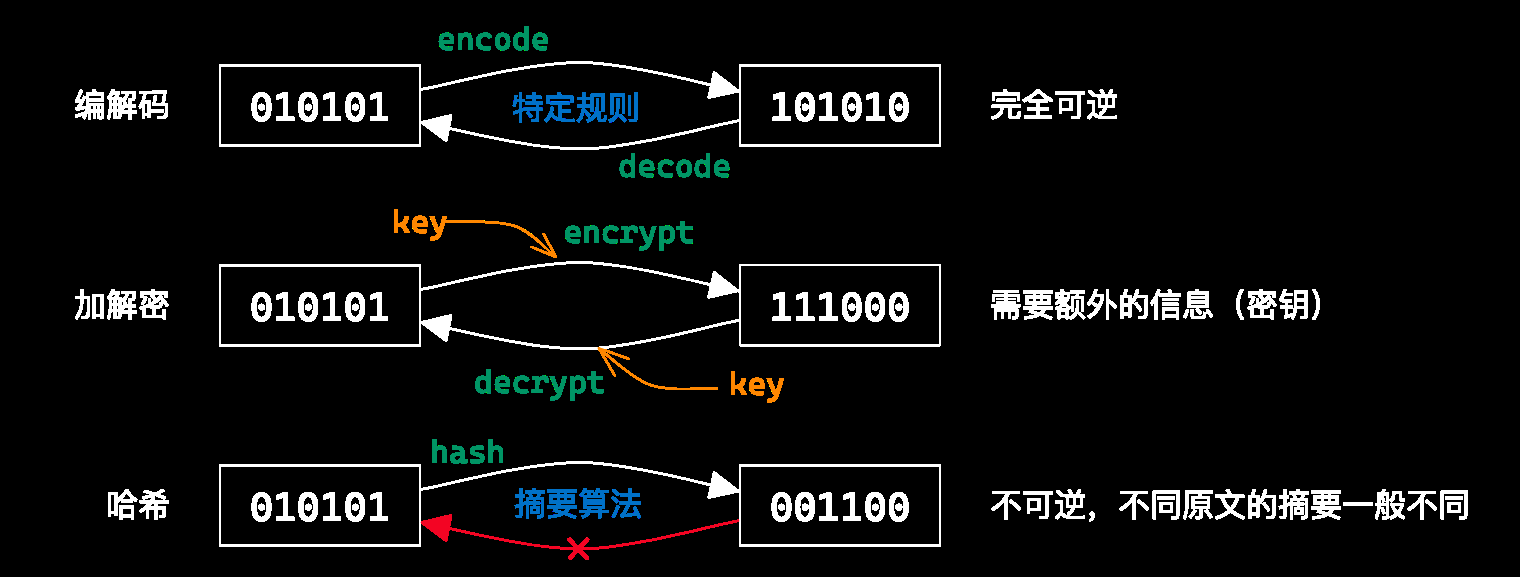 encode
编解码 010101 特定规则 101010 完全可逆
decode
key encrypt
加解密 010101 111000 需要额外的信息（密钥）
decrypt key
hash
哈希 010101 摘要算法 001100 不可逆，不同原文的摘要一般不同